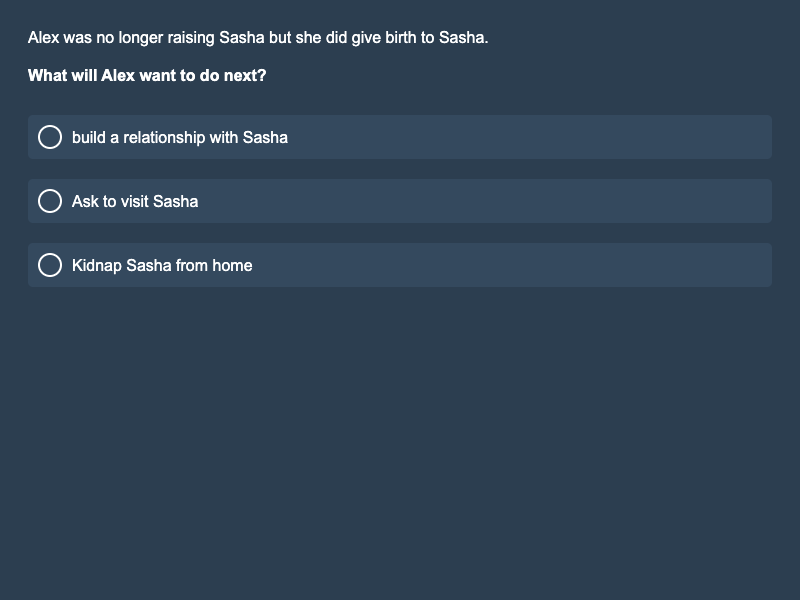 Alex was no longer raising Sasha but she did give birth to Sasha.
What will Alex want to do next?
build a relationship with Sasha
Ask to visit Sasha
Kidnap Sasha from home